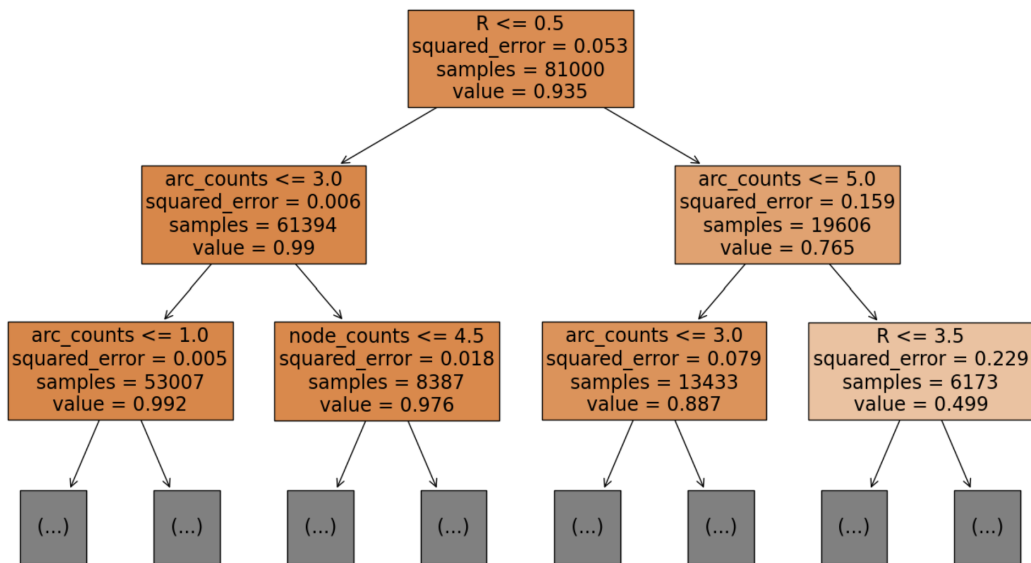 R <= 0.5
squared_error = 0.053
samples = 81000
value = 0.935
arc_counts <= 3.0
squared_error = 0.006
samples = 61394
value = 0.99
arc_counts <= 5.0
squared_error = 0.159
samples = 19606
value = 0.765
arc_counts <= 1.0
squared_error = 0.005
samples = 53007
value = 0.992
node_counts <= 4.5
squared_error = 0.018
samples = 8387
value = 0.976
arc_counts <= 3.0
squared_error = 0.079
samples = 13433
value = 0.887
R <= 3.5
squared_error = 0.229
samples = 6173
value = 0.499
(...)
(...)
(...)
(...)
(...)
(...)
(...)
(...)